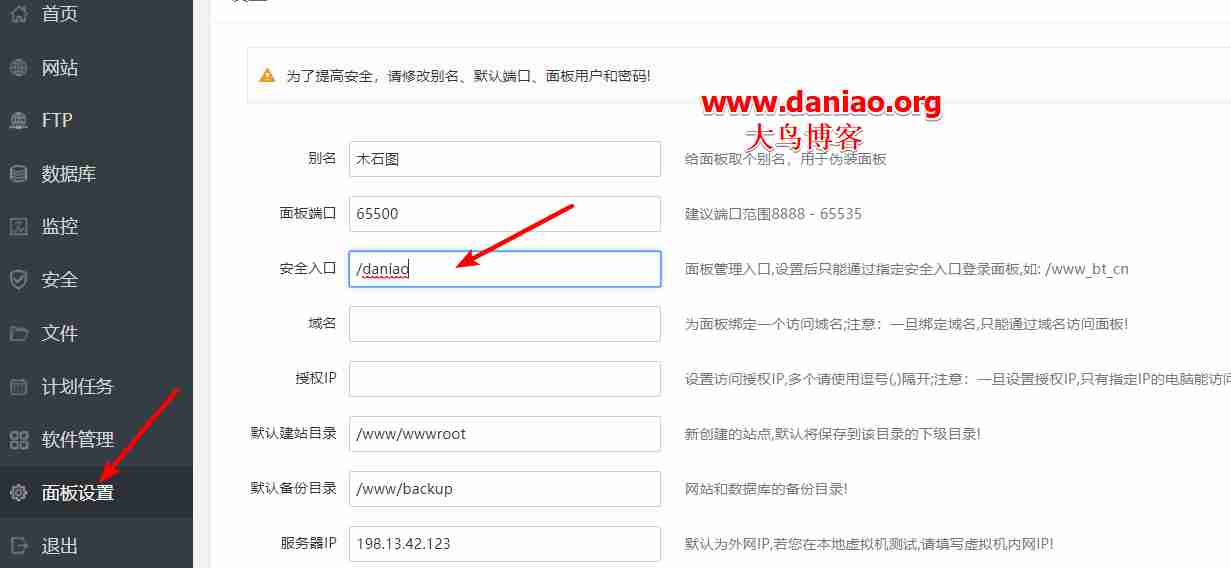 首页
网站
FTP
数据库
监控
安全
文件
计划任务
软件管理
面板设置
退出
为了提高安全，请修改别名、默认端口、面板用户和密码!
www.daniao.org
大鸟博客
别名 木石图 给面板取个别名，用于伪装面板
面板端口 65500 建议端口范围8888 - 65535
安全入口 /daniao 面板管理入口,设置后只能通过指定安全入口登录面板,如: /www_bt_cn
域名 为面板绑定一个访问域名;注意：一旦绑定域名,只能通过域名访问面板!
授权IP 设置访问授权IP,多个请使用逗号(,)隔开;注意：一旦设置授权IP,只有指定IP的电脑能访问
默认建站目录 /www/wwwroot 新创建的站点,默认将保存到该目录的下级目录!
默认备份目录 /www/backup 网站和数据库的备份目录!
服务器IP 198.13.42.123 默认为外网IP,若您在本地虚拟机测试,请填写虚拟机内网IP!